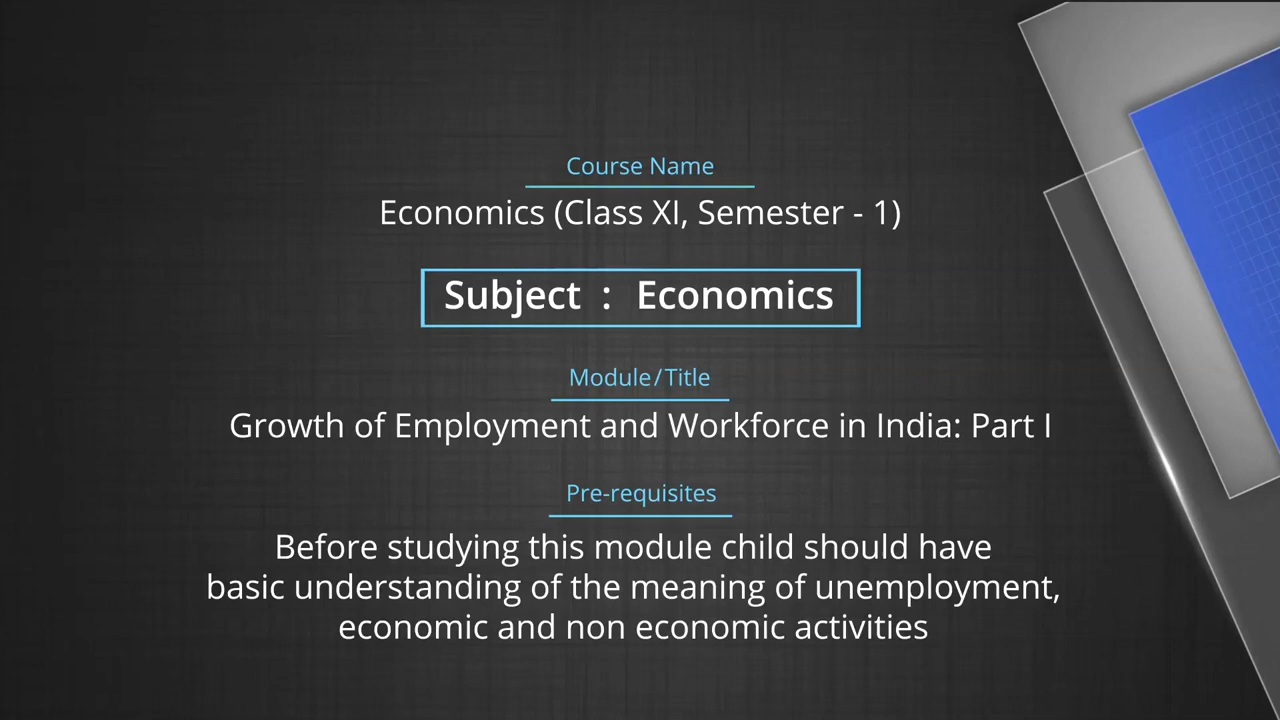 Course Name
Economics (Class XI, Semester - 1)
Subject : Economics
Module/Title
Growth of Employment and Workforce in India: Part I
Pre-requisites
Before studying this module child should have
basic understanding of the meaning of unemployment,
economic and non economic activities